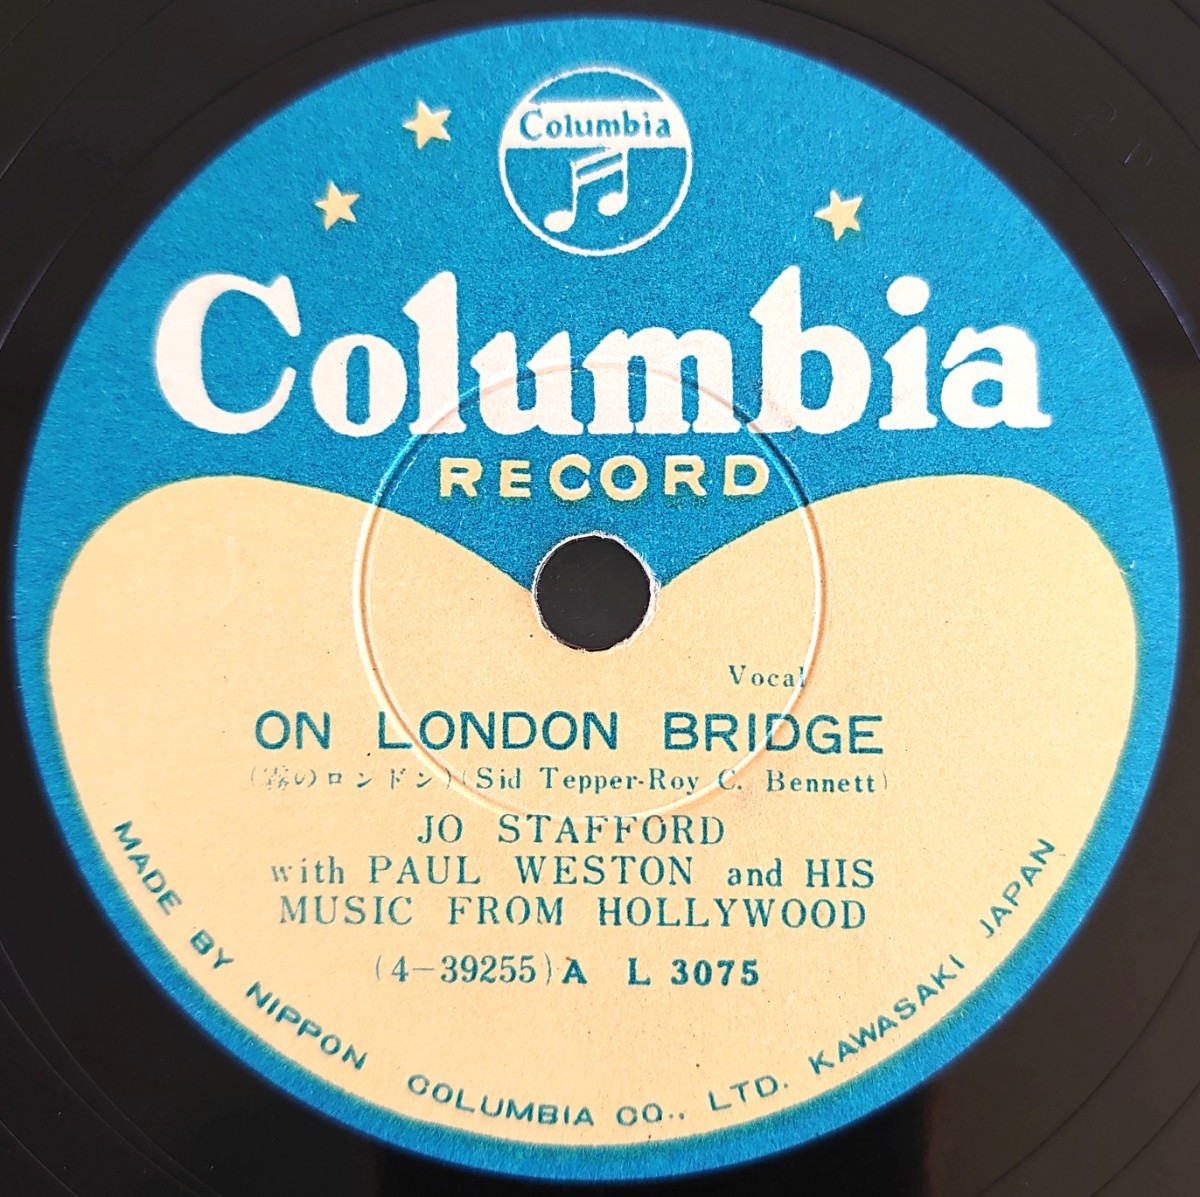 Columbia
Columbia
RECORD
Vocal
ON LONDON BRIDGE
(霧のロンドン)(Sid Tepper-Roy C. Bennett)
JO STAFFORD
with PAUL WESTON and HIS
MUSIC FROM HOLLYWOOD
(4-39255) A L 3075
MADE BY NIPPON COLUMBIA CO., LTD. KAWASAKI JAPAN